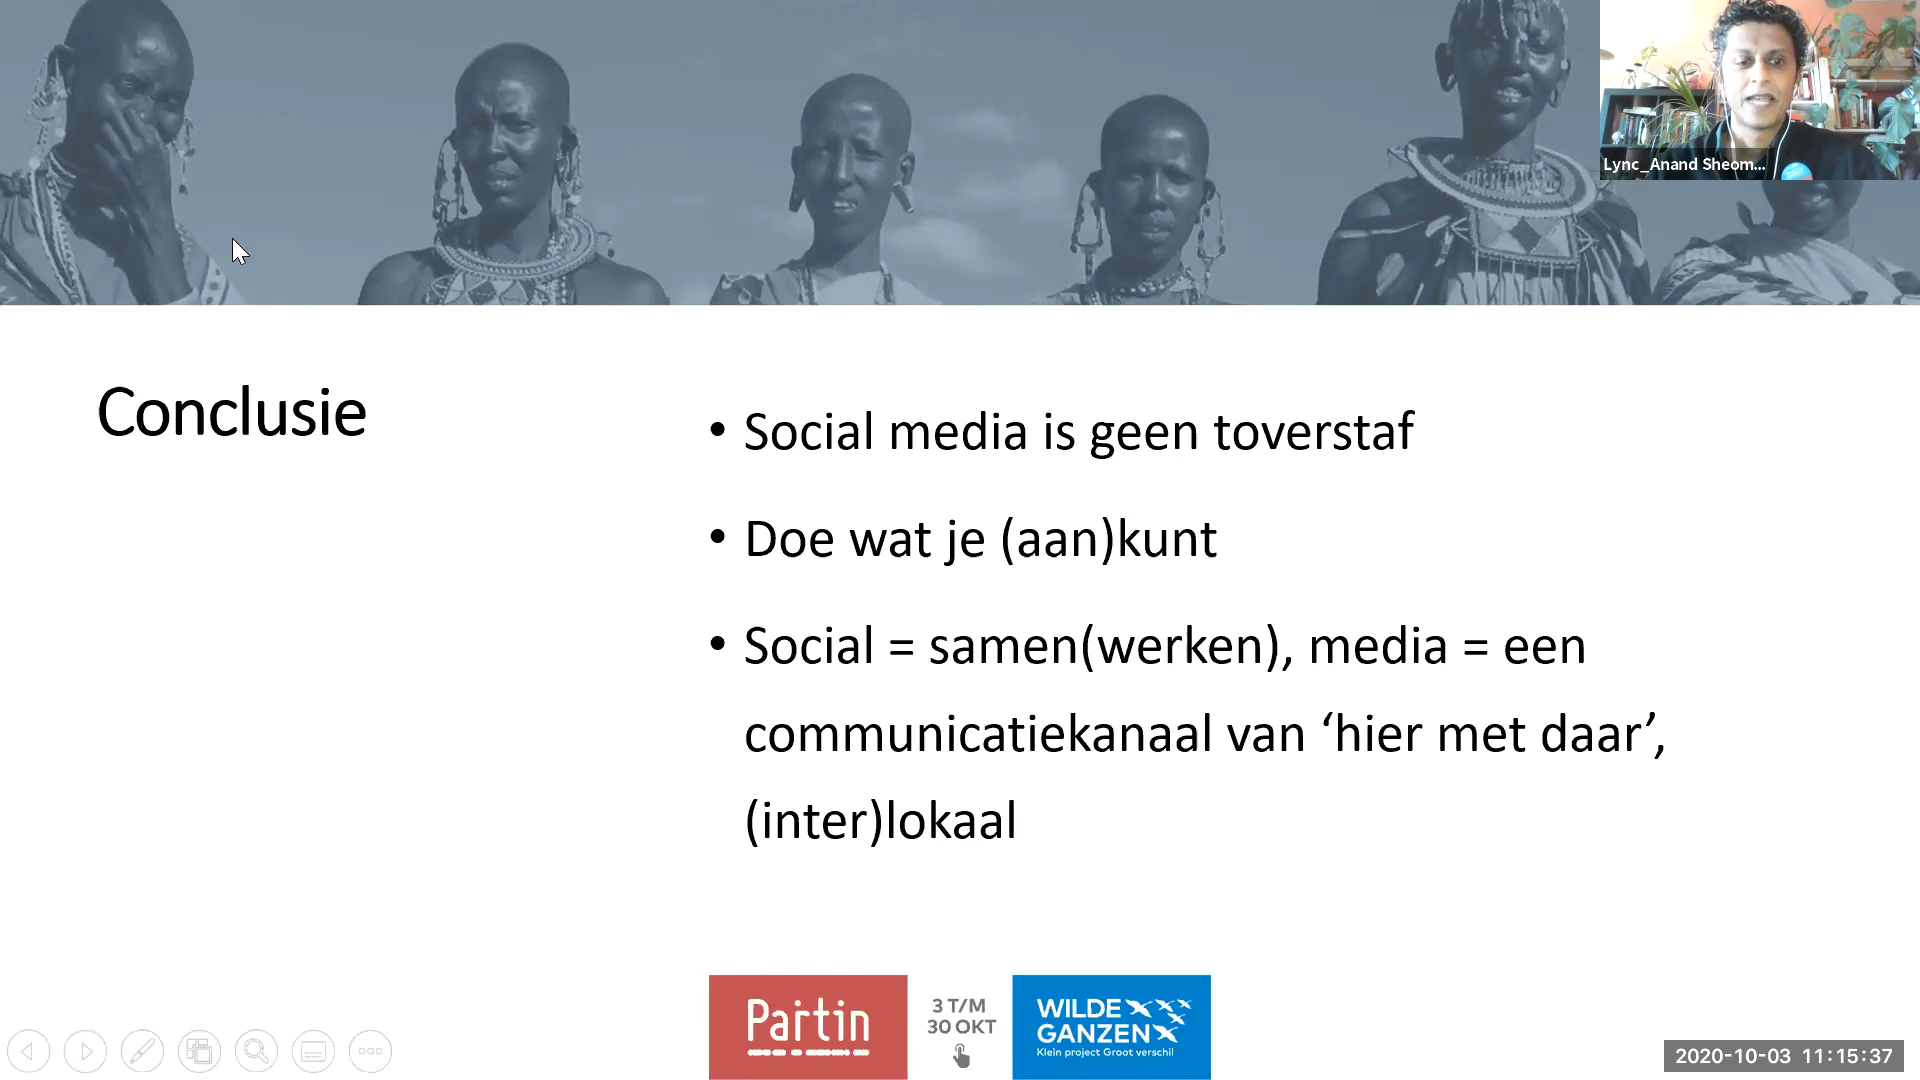 Lync_Anand Sheom...
Conclusie
• Social media is geen toverstaf
• Doe wat je (aan)kunt
• Social = samen(werken), media = een
communicatiekanaal van ‘hier met daar’,
(inter)lokaal
Partin
3 T/M
30 OKT
WILDE
GANZEN
Klein project Groot verschil
2020-10-03 11:15:37